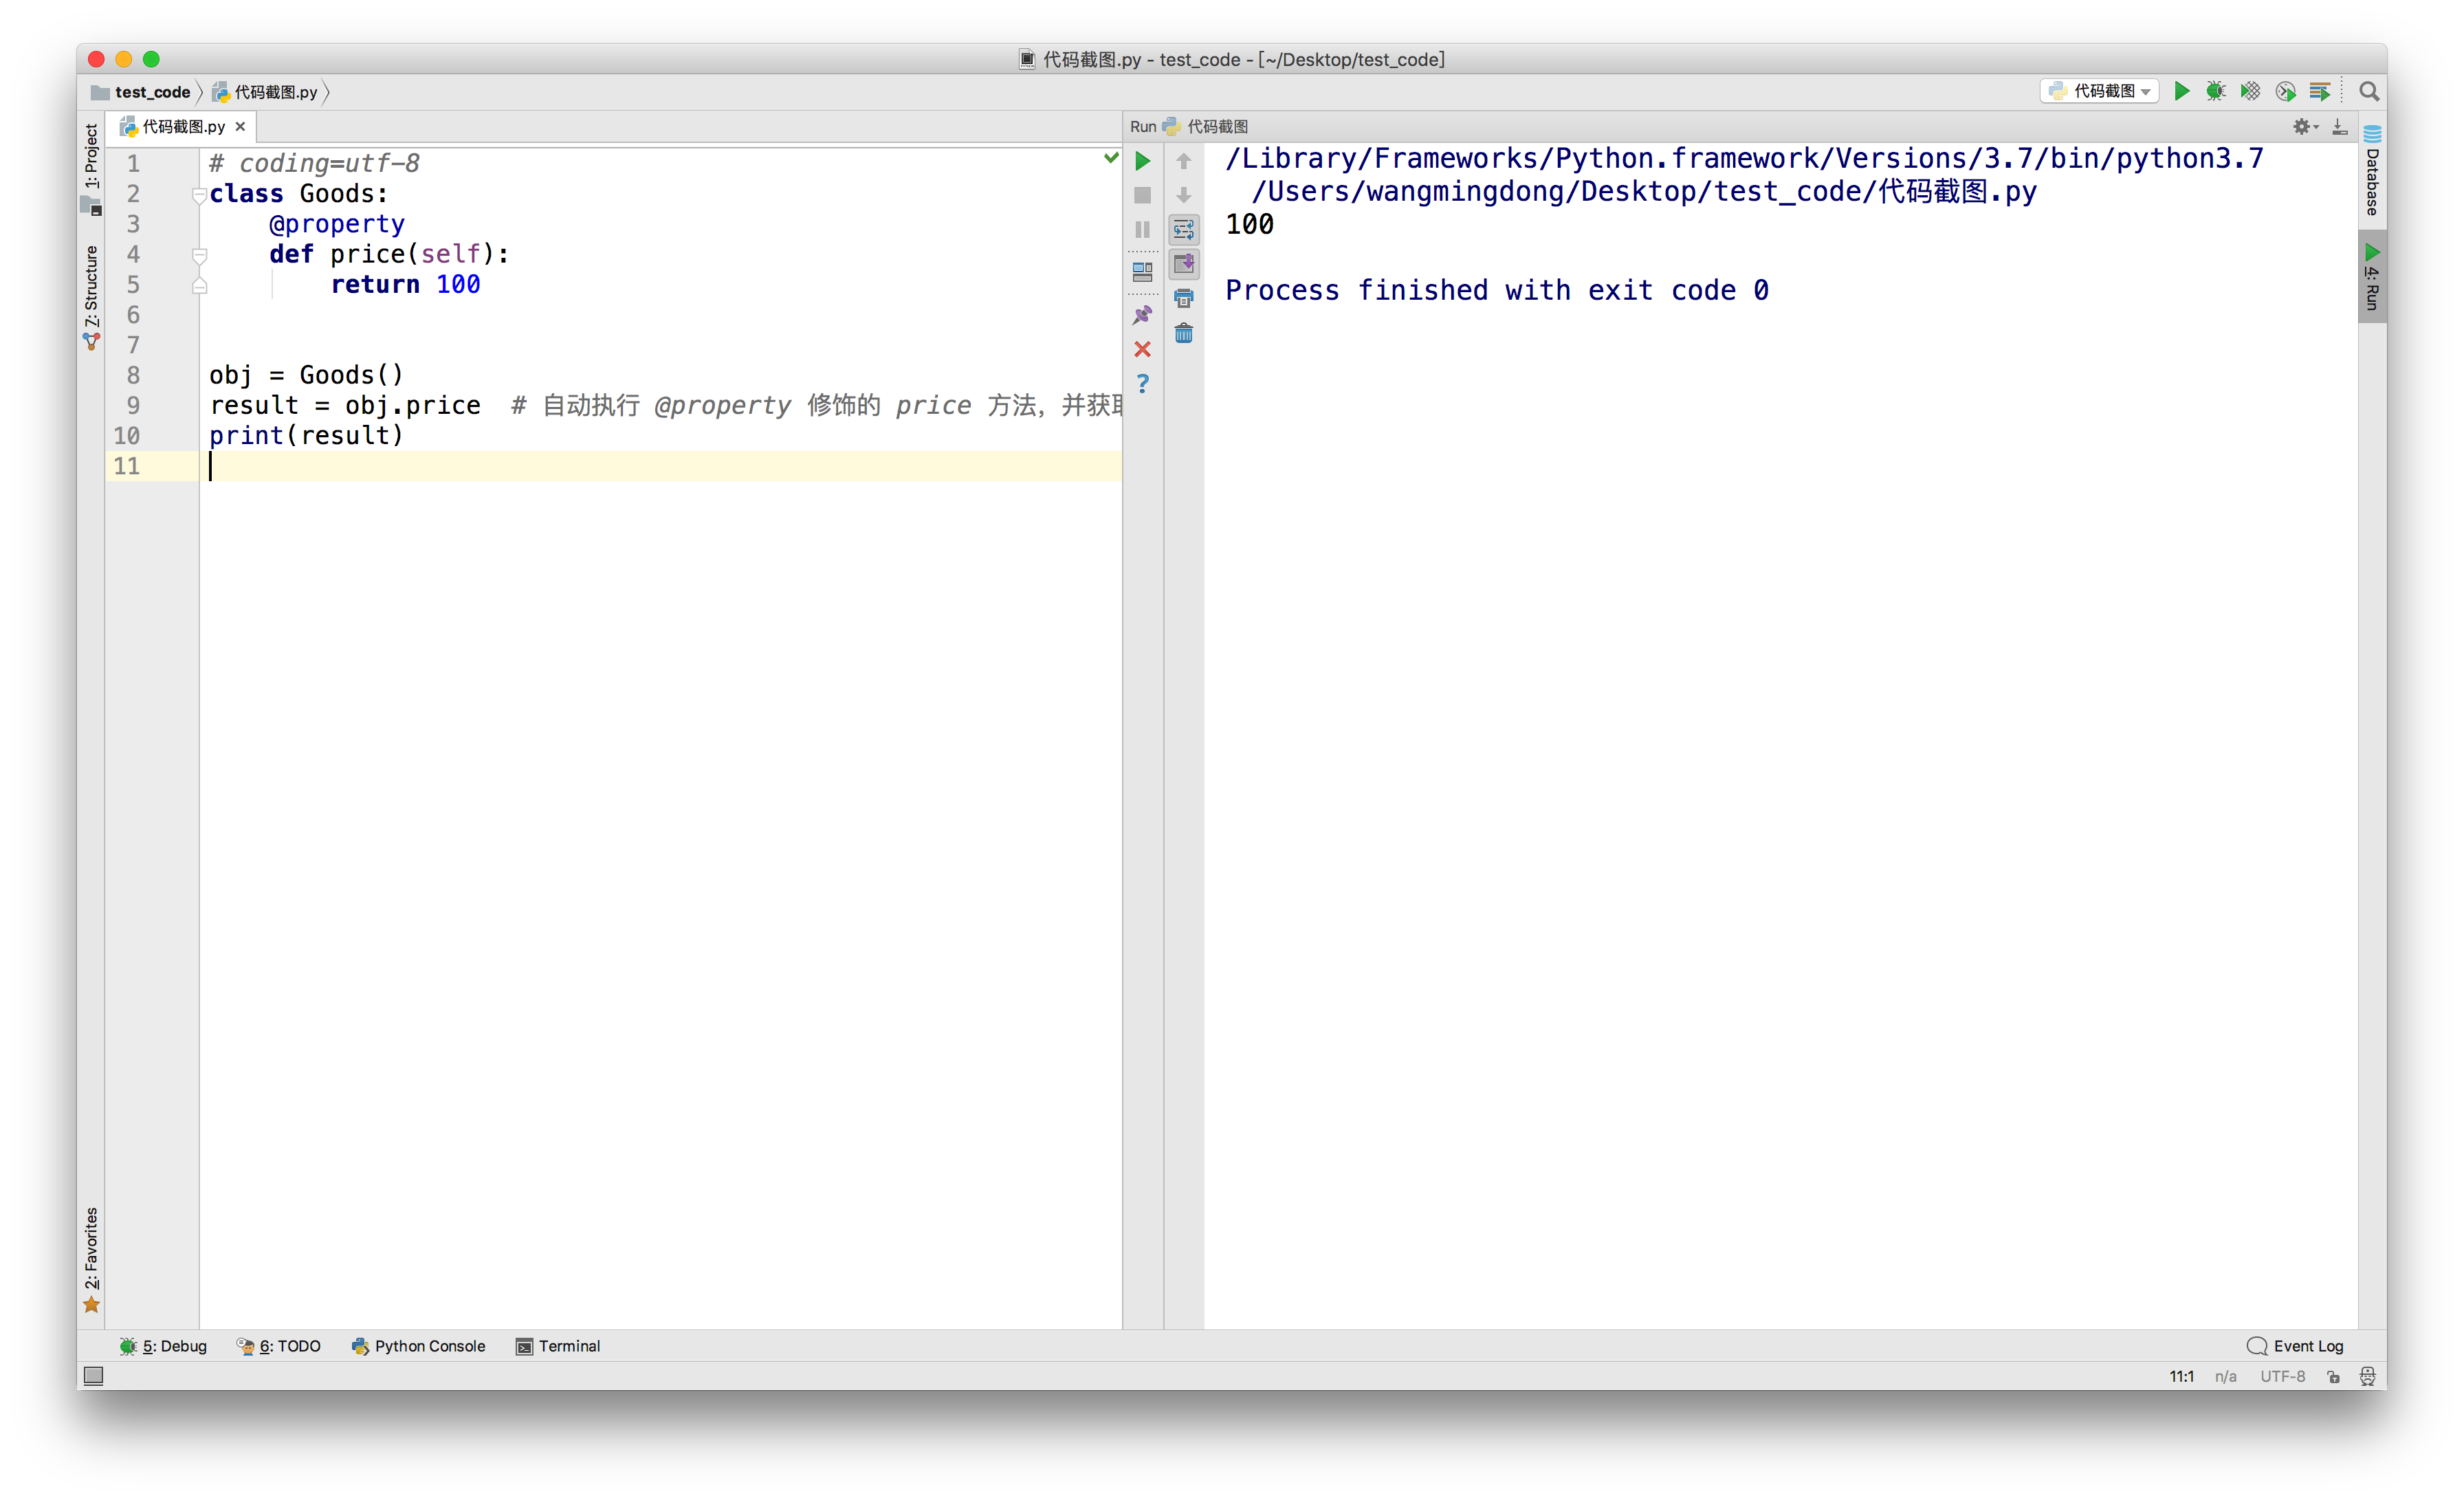 代码截图.py - test_code - [~/Desktop/test_code]
test_code
代码截图.py
代码截图
代码截图.py
Run 代码截图
1: Project
7: Structure
2: Favorites
1 # coding=utf-8
2 class Goods:
3 @property
4 def price(self):
5 return 100
6
7
8 obj = Goods()
9 result = obj.price # 自动执行 @property 修饰的 price 方法，并获
10 print(result)
11
/Library/Frameworks/Python.framework/Versions/3.7/bin/python3.7
/Users/wangmingdong/Desktop/test_code/代码截图.py
100
Process finished with exit code 0
Database
4: Run
5: Debug
6: TODO
Python Console
Terminal
Event Log
11:1 n/a UTF-8